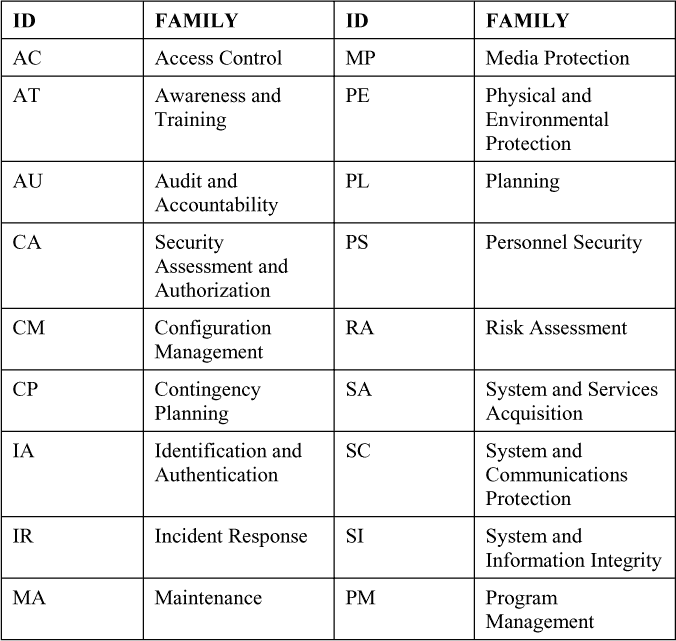 ID FAMILY ID FAMILY
AC Access Control MP Media Protection
AT Awareness and PE Physical and
Training Environmental
Protection
AU Audit and PL Planning
Accountability
CA Security PS Personnel Security
Assessment and
Authorization
CM Configuration RA Risk Assessment
Management
CP Contingency SA System and Services
Planning Acquisition
IA Identification and SC System and
Authentication Communications
Protection
IR Incident Response SI System and
Information Integrity
MA Maintenance PM Program
Management